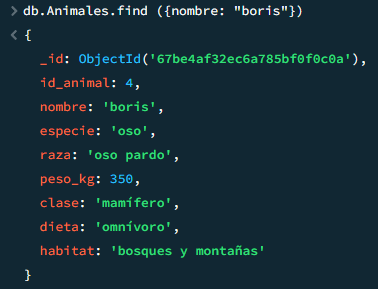 > db.Animales.find ({nombre: "boris"})
< {
_id: ObjectId('67be4af32ec6a785bf0f0c0a'),
id_animal: 4,
nombre: 'boris',
especie: 'oso',
raza: 'oso pardo',
peso_kg: 350,
clase: 'mamífero',
dieta: 'omnívoro',
habitat: 'bosques y montañas'
}